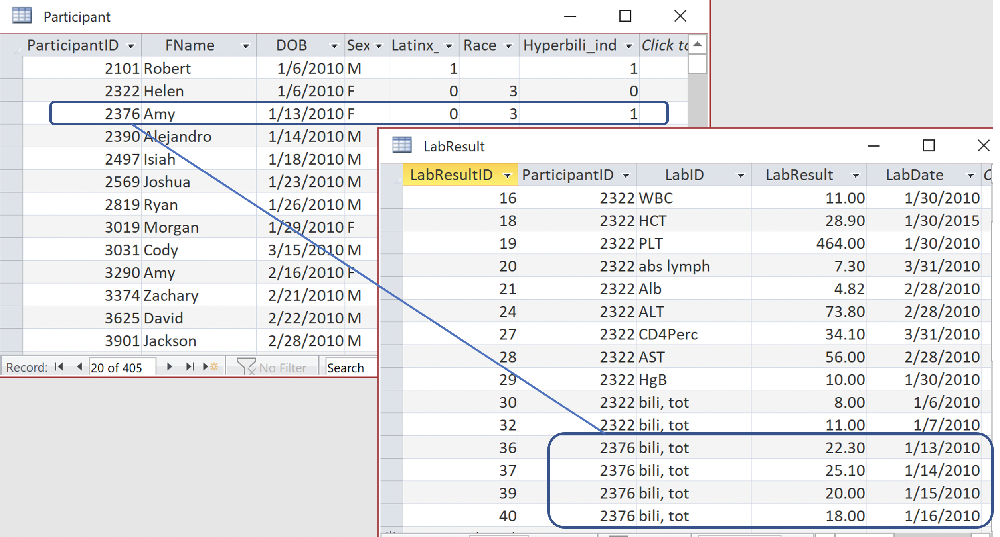 Participant
ParticipantID FName DOB Sex Latinx_ Race Hyperbili_ind Click to
2101 Robert 1/6/2010 M 1 1
2322 Helen 1/6/2010 F 0 3 0
2376 Amy 1/13/2010 F 0 3 1
2390 Alejandro 1/14/2010 M
2497 Isiah 1/18/2010 M
2569 Joshua 1/23/2010 M
2819 Ryan 1/26/2010 M
3019 Morgan 1/29/2010 F
3031 Cody 3/15/2010 M
3290 Amy 2/16/2010 F
3374 Zachary 2/21/2010 M
3625 David 2/22/2010 M
3901 Jackson 2/28/2010 M
Record: 20 of 405 No Filter Search
LabResult
LabResultID ParticipantID LabID LabResult LabDate C
16 2322 WBC 11.00 1/30/2010
18 2322 HCT 28.90 1/30/2015
19 2322 PLT 464.00 1/30/2010
20 2322 abs lymph 7.30 3/31/2010
21 2322 Alb 4.82 2/28/2010
24 2322 ALT 73.80 2/28/2010
27 2322 CD4Perc 34.10 3/31/2010
28 2322 AST 56.00 2/28/2010
29 2322 HgB 10.00 1/30/2010
30 2322 bili, tot 8.00 1/6/2010
32 2322 bili, tot 11.00 1/7/2010
36 2376 bili, tot 22.30 1/13/2010
37 2376 bili, tot 25.10 1/14/2010
39 2376 bili, tot 20.00 1/15/2010
40 2376 bili, tot 18.00 1/16/2010